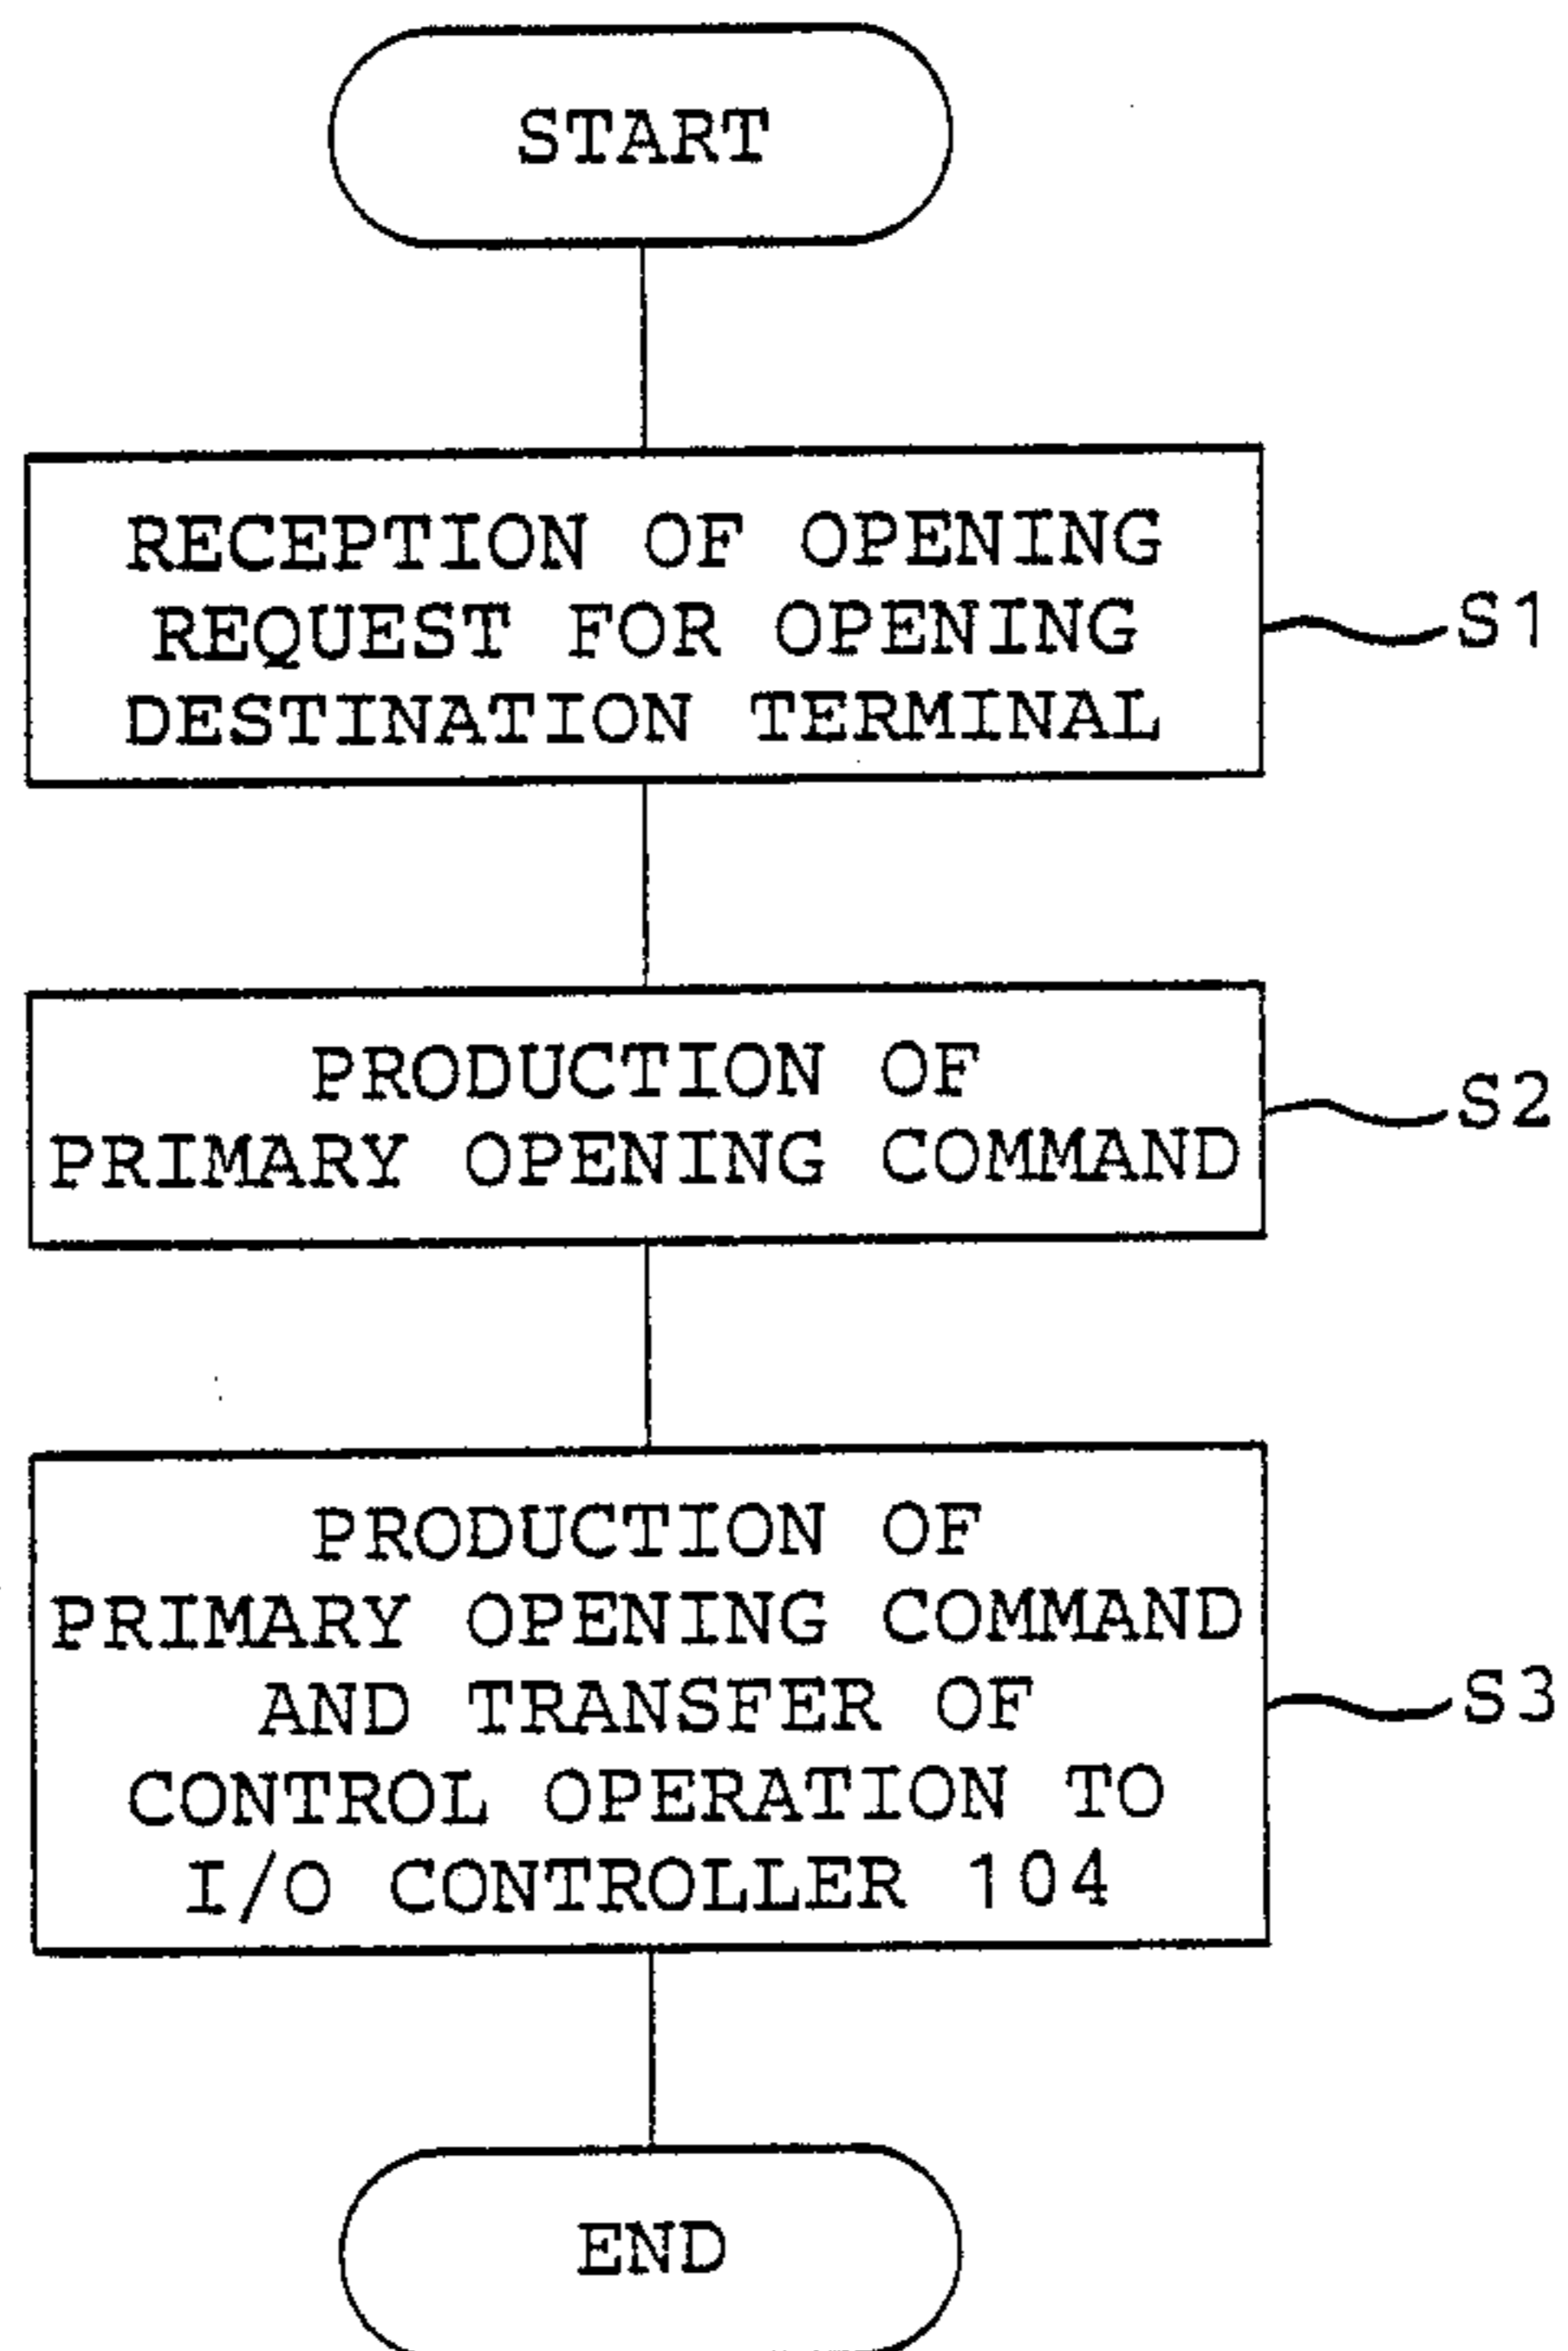 START
RECEPTION OF OPENING
REQUEST FOR OPENING
DESTINATION TERMINAL
S1
PRODUCTION OF
PRIMARY OPENING COMMAND
S2
PRODUCTION OF
PRIMARY OPENING COMMAND
AND TRANSFER OF
CONTROL OPERATION TO
I/O CONTROLLER 104
S3
END